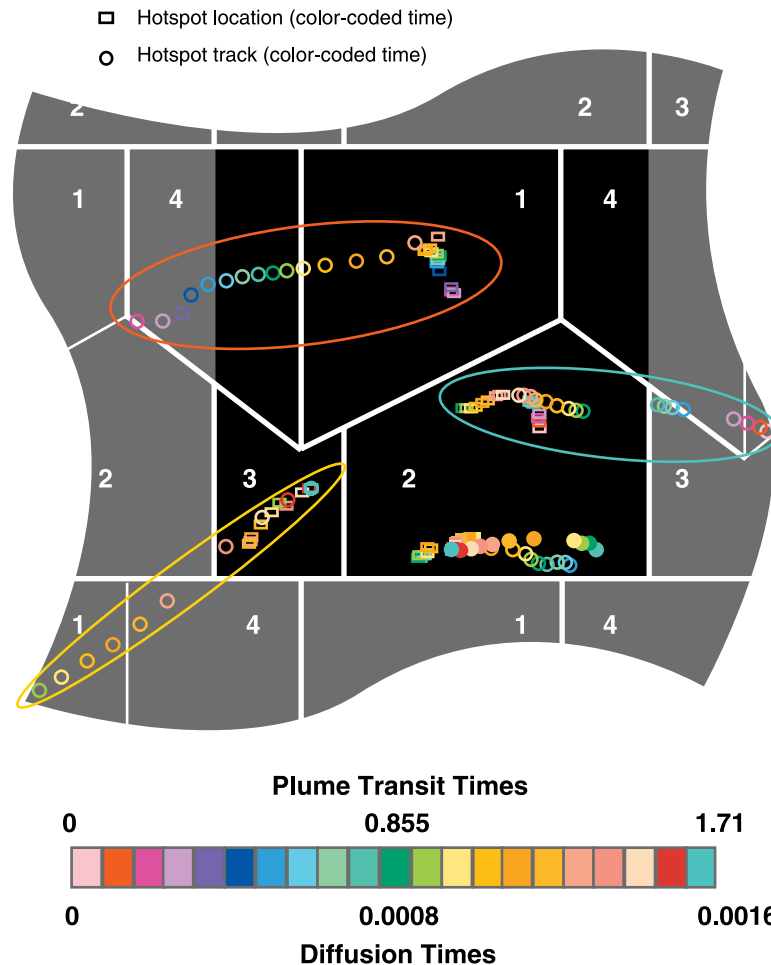 Hotspot location (color-coded time)
Hotspot track (color-coded time)
2 2 3
1 4 1 4
2 3 2 3
1 4 1 4
Plume Transit Times
0 0.855 1.71
0 0.0008 0.0016
Diffusion Times